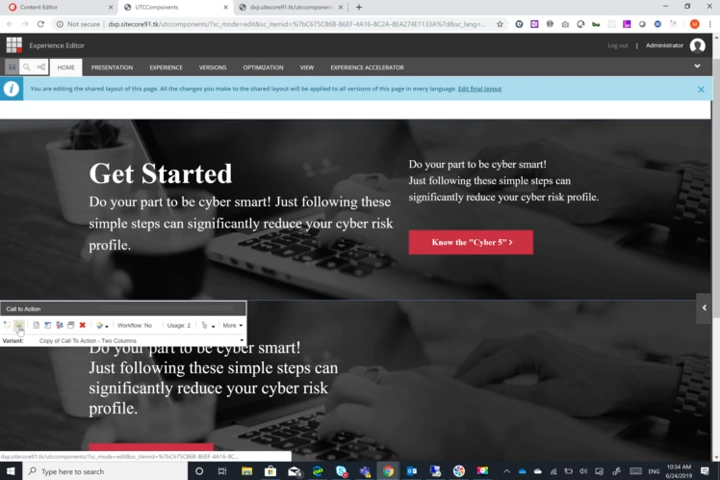 Content Editor
UTCComponents
dxp.sitecore91.tk/utccomponents
Not secure
dxp.sitecore91.tk/utccomponents/?sc_mode=edit&sc_itemid=%7bC675CB6B-86EF-4A16-8C2A-8EA274E1133A%7d&sc_lang=...
Experience Editor
Log out | Administrator
HOME
PRESENTATION
EXPERIENCE
VERSIONS
OPTIMIZATION
VIEW
EXPERIENCE ACCELERATOR
You are editing the shared layout of this page. All the changes you make to the shared layout will be applied to all versions of this page in every language. Edit final layout
Get Started
Do your part to be cyber smart! Just following these
simple steps can significantly reduce your cyber risk
profile.
Do your part to be cyber smart!
Just following these simple steps can
significantly reduce your cyber risk profile.
Know the "Cyber 5" >
Call to Action
Workflow: No
Usage: 2
More
Variant: Copy of Call To Action - Two Columns
Do your part to be cyber smart!
Just following these simple steps can
significantly reduce your cyber risk
profile.
dxp.sitecore91.tk/utccomponents/?sc_mode=edit&sc_itemid=%7bC675CB6B-86EF-4A16-8C...
Type here to search
ENG
10:34 AM
6/24/2019